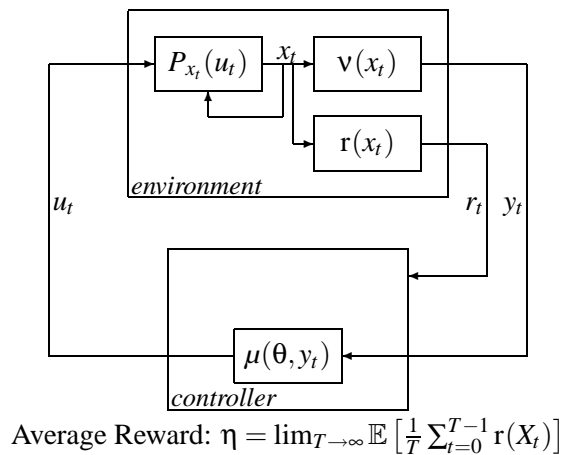 P_{x_t}(u_t)
x_t
ν(x_t)
r(x_t)
environment
u_t
r_t
y_t
μ(θ, y_t)
controller
Average Reward: η = lim_{T→∞} 𝔼 [ 1/T ∑_{t=0}^{T−1} r(X_t) ]